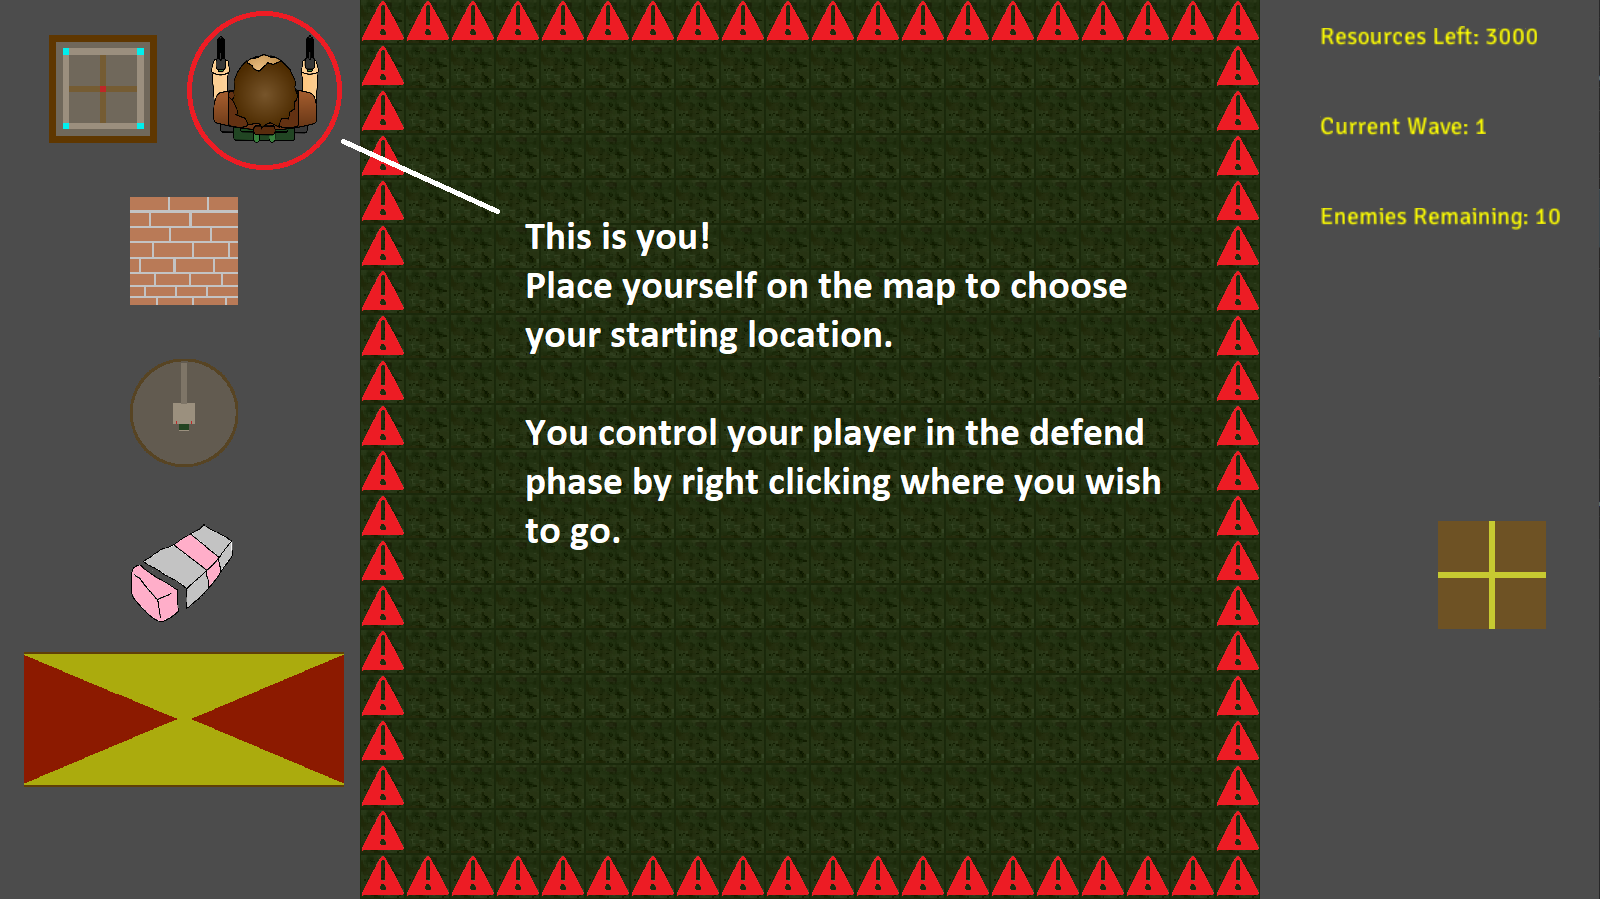 Resources Left: 3000
Current Wave: 1
Enemies Remaining: 10
This is you!
Place yourself on the map to choose
your starting location.
You control your player in the defend
phase by right clicking where you wish
to go.